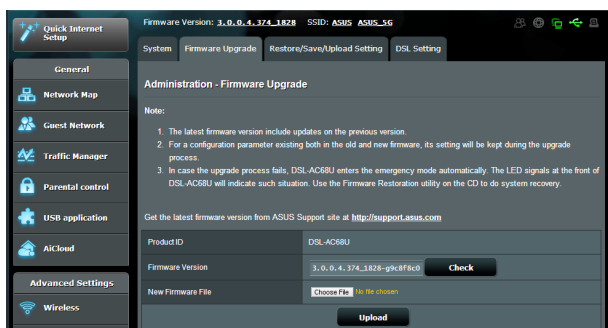 Quick Internet
Setup
General
Network Map
Guest Network
Traffic Manager
Parental control
USB application
AiCloud
Advanced Settings
Wireless
Firmware Version: 3.0.0.4.374_1828 SSID: ASUS ASUS_5G
System Firmware Upgrade Restore/Save/Upload Setting DSL Setting
Administration - Firmware Upgrade
Note:
1. The latest firmware version include updates on the previous version.
2. For a configuration parameter existing both in the old and new firmware, its setting will be kept during the upgrade
process.
3. In case the upgrade process fails, DSL-AC68U enters the emergency mode automatically. The LED signals at the front of
DSL-AC68U will indicate such situation. Use the Firmware Restoration utility on the CD to do system recovery.
Get the latest firmware version from ASUS Support site at http://support.asus.com
Product ID DSL-AC68U
Firmware Version 3.0.0.4.374_1828-g9c8f8c0 Check
New Firmware File Choose File No file chosen
Upload